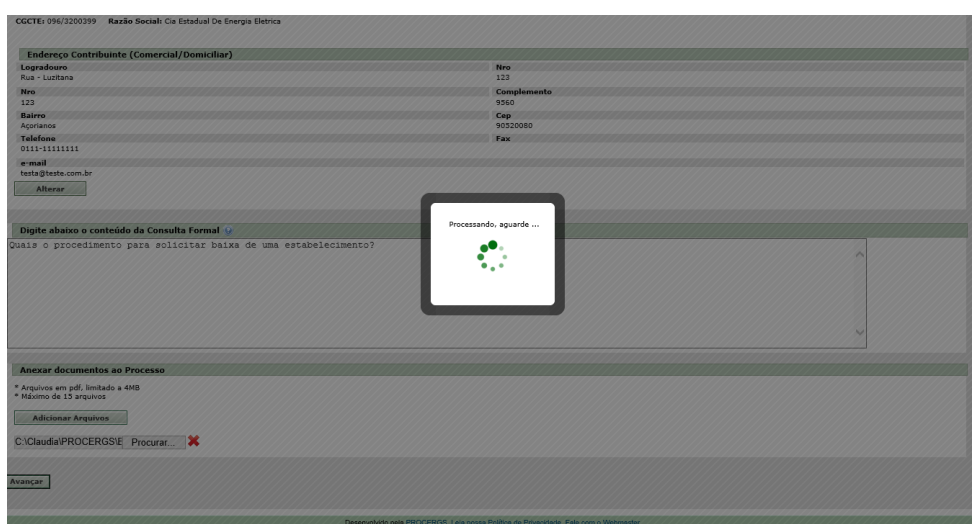 CGCTE: 096/3200399 Razão Social: Cia Estadual De Energia Eletrica
Endereço Contribuinte (Comercial/Domiciliar)
Logradouro Nro
Rua - Luzitana 123
Nro Complemento
123 9560
Bairro Cep
Açorianos 90520080
Telefone Fax
0111-11111111
e-mail
testa@teste.com.br
Alterar
Processando, aguarde ...
Digite abaixo o conteúdo da Consulta Formal
Quais o procedimento para solicitar baixa de uma estabelecimento?
Anexar documentos ao Processo
* Arquivos em pdf, limitado a 4MB
* Máximo de 15 arquivos
Adicionar Arquivos
C:\Claudia\PROCERGS\E Procurar...
Avançar
Desenvolvido pela PROCERGS. Leia nossa Política de Privacidade. Fale com o Webmaster